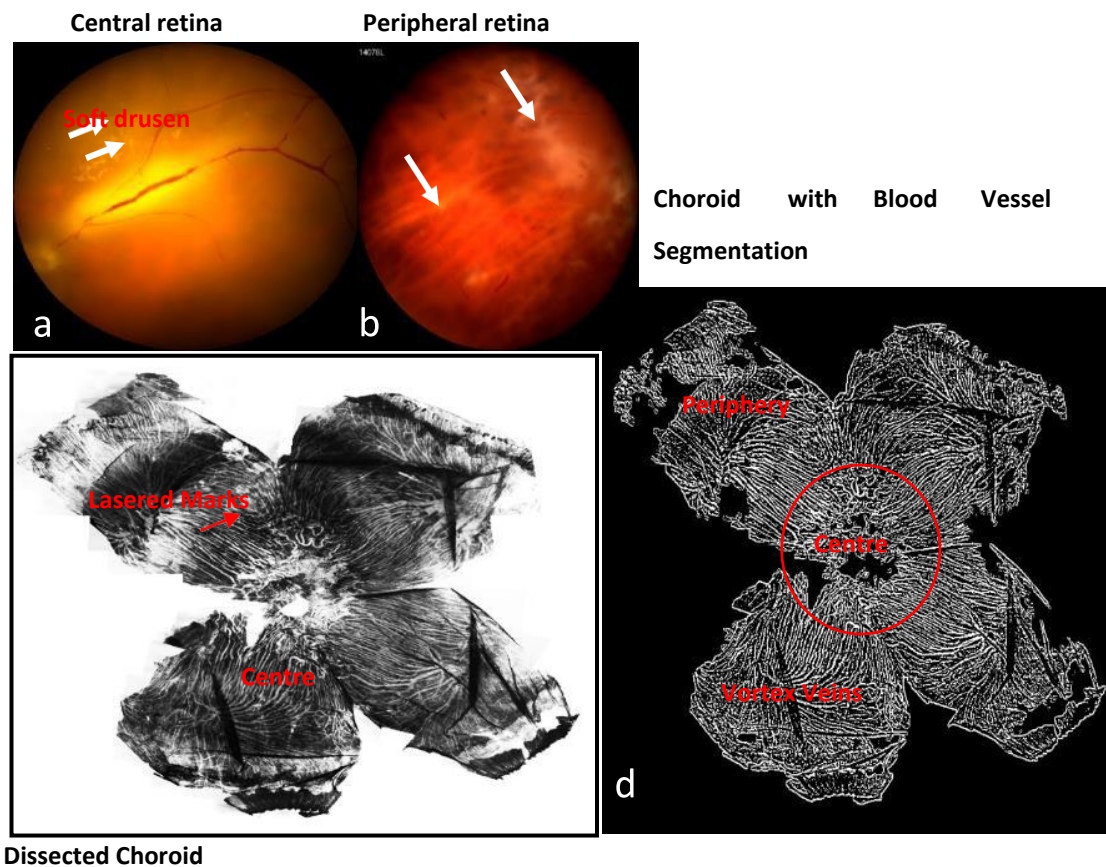 Central retina
Peripheral retina
14076L
Soft drusen
a
b
Choroid with Blood Vessel
Segmentation
Periphery
Lasered Marks
Centre
Centre
Vortex Veins
d
Dissected Choroid